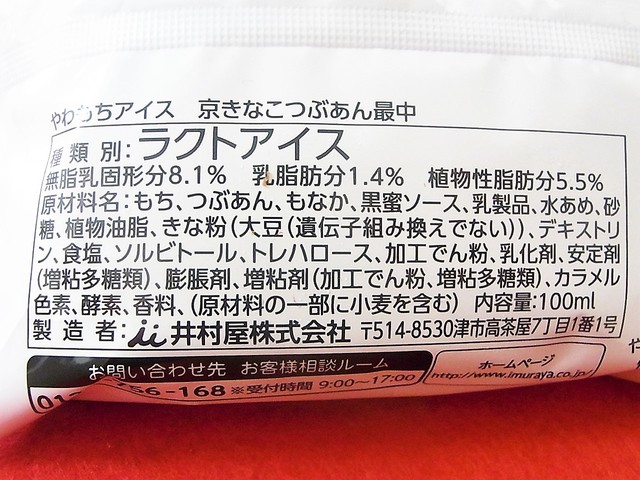 やわもちアイス 京きなこつぶあん最中
種類別:ラクトアイス
無脂乳固形分8.1% 乳脂肪分1.4% 植物性脂肪分5.5%
原材料名:もち、つぶあん、もなか、黒蜜ソース、乳製品、水あめ、砂
糖、植物油脂、きな粉(大豆(遺伝子組み換えでない))、デキストリ
ン、食塩、ソルビトール、トレハロース、加工でん粉、乳化剤、安定剤
(増粘多糖類)、膨脹剤、増粘剤(加工でん粉、増粘多糖類)、カラメル
色素、酵素、香料、(原材料の一部に小麦を含む) 内容量:100ml
製造者:井村屋株式会社 〒514-8530津市高茶屋7丁目1番1号
お問い合わせ先 お客様相談ルーム
ホームページ
56-168 ※受付時間 9:00~17:00
http://www.imuraya.co.jp/